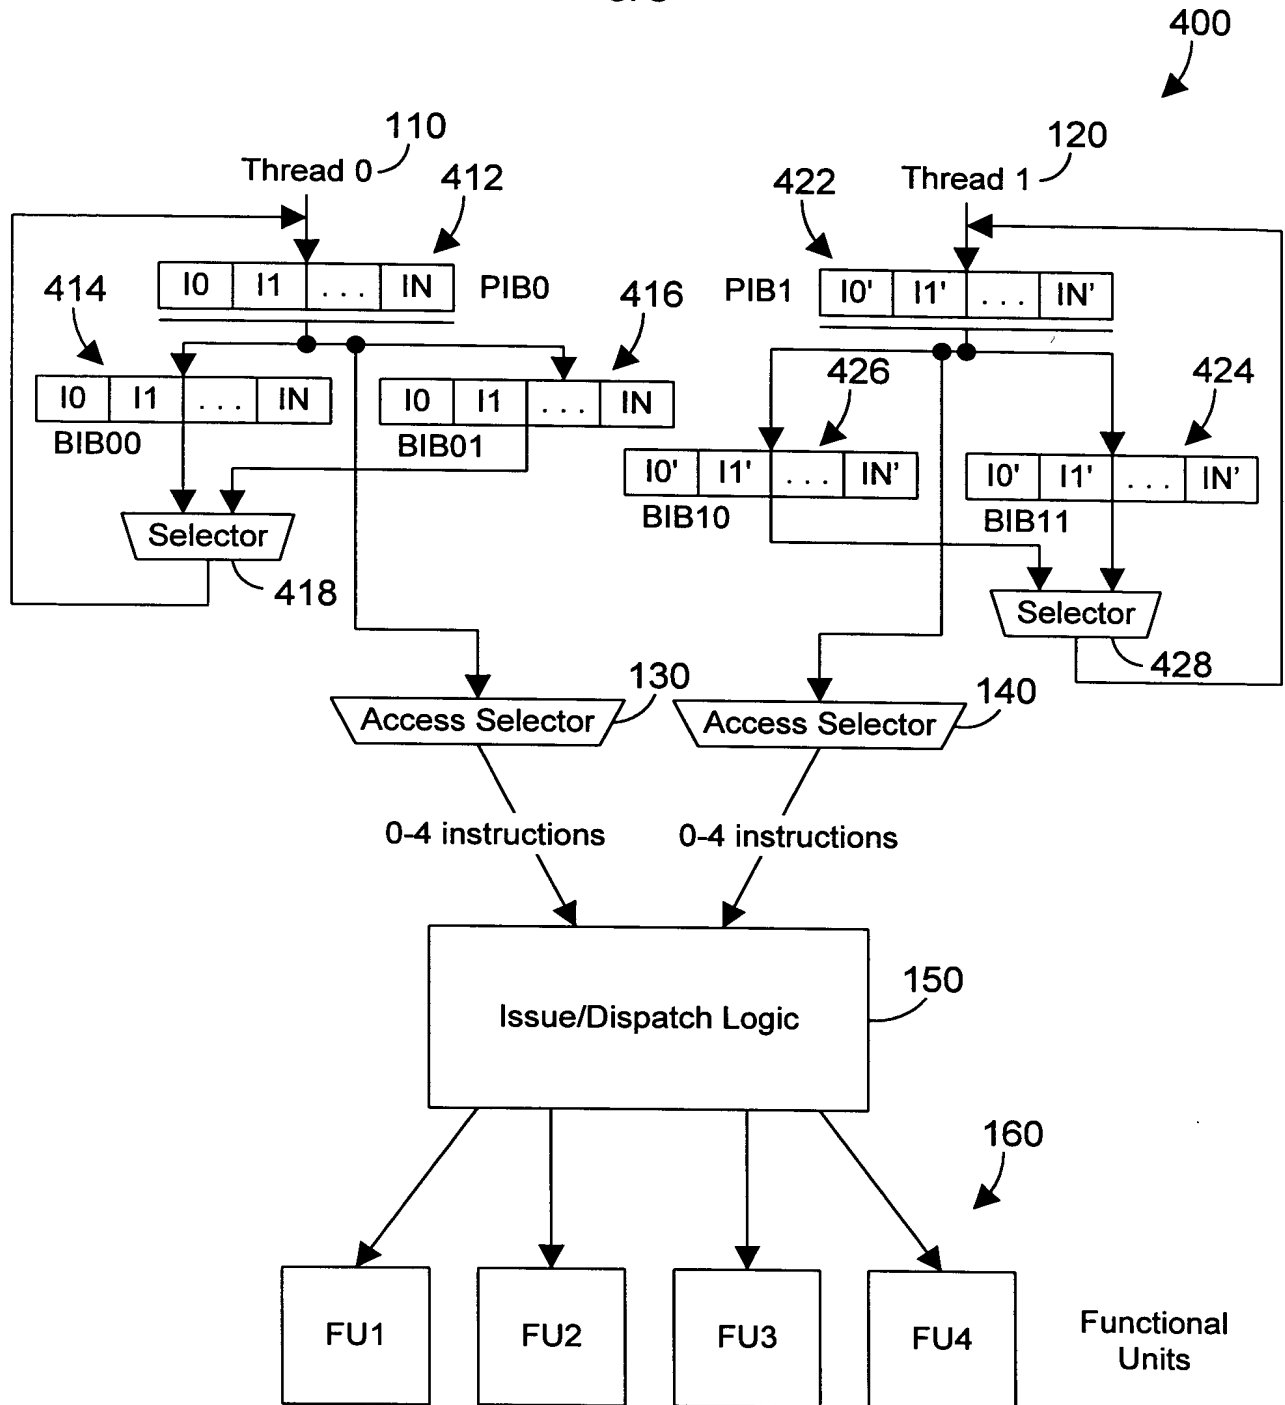 400
110
120
Thread 0
412
422
Thread 1
I0 I1 . . . IN
PIB0
PIB1
I0' I1' . . . IN’
414
416
426
424
I0 I1 . . . IN
I0 I1 . . . IN
BIB00
BIB01
I0' I1' . . . IN’
I0' I1' . . . IN’
BIB10
BIB11
Selector
418
Selector
428
130
140
Access Selector
Access Selector
0-4 instructions
0-4 instructions
150
Issue/Dispatch Logic
160
FU1
FU2
FU3
FU4
Functional
Units